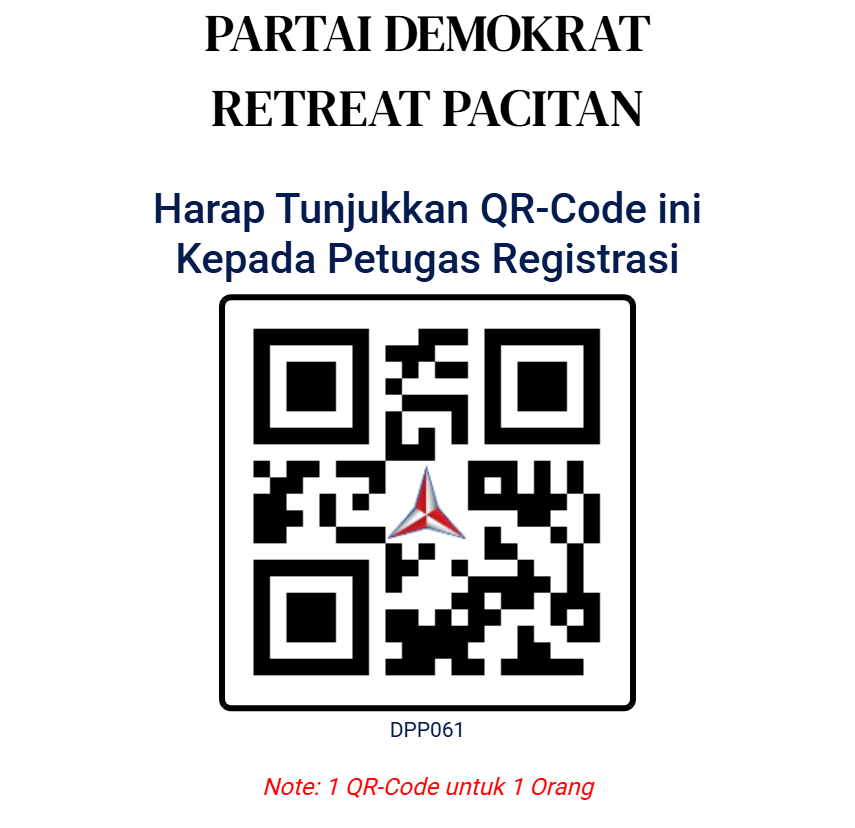 PARTAI DEMOKRAT
RETREAT PACITAN
Harap Tunjukkan QR-Code ini
Kepada Petugas Registrasi
DPP061
Note: 1 QR-Code untuk 1 Orang